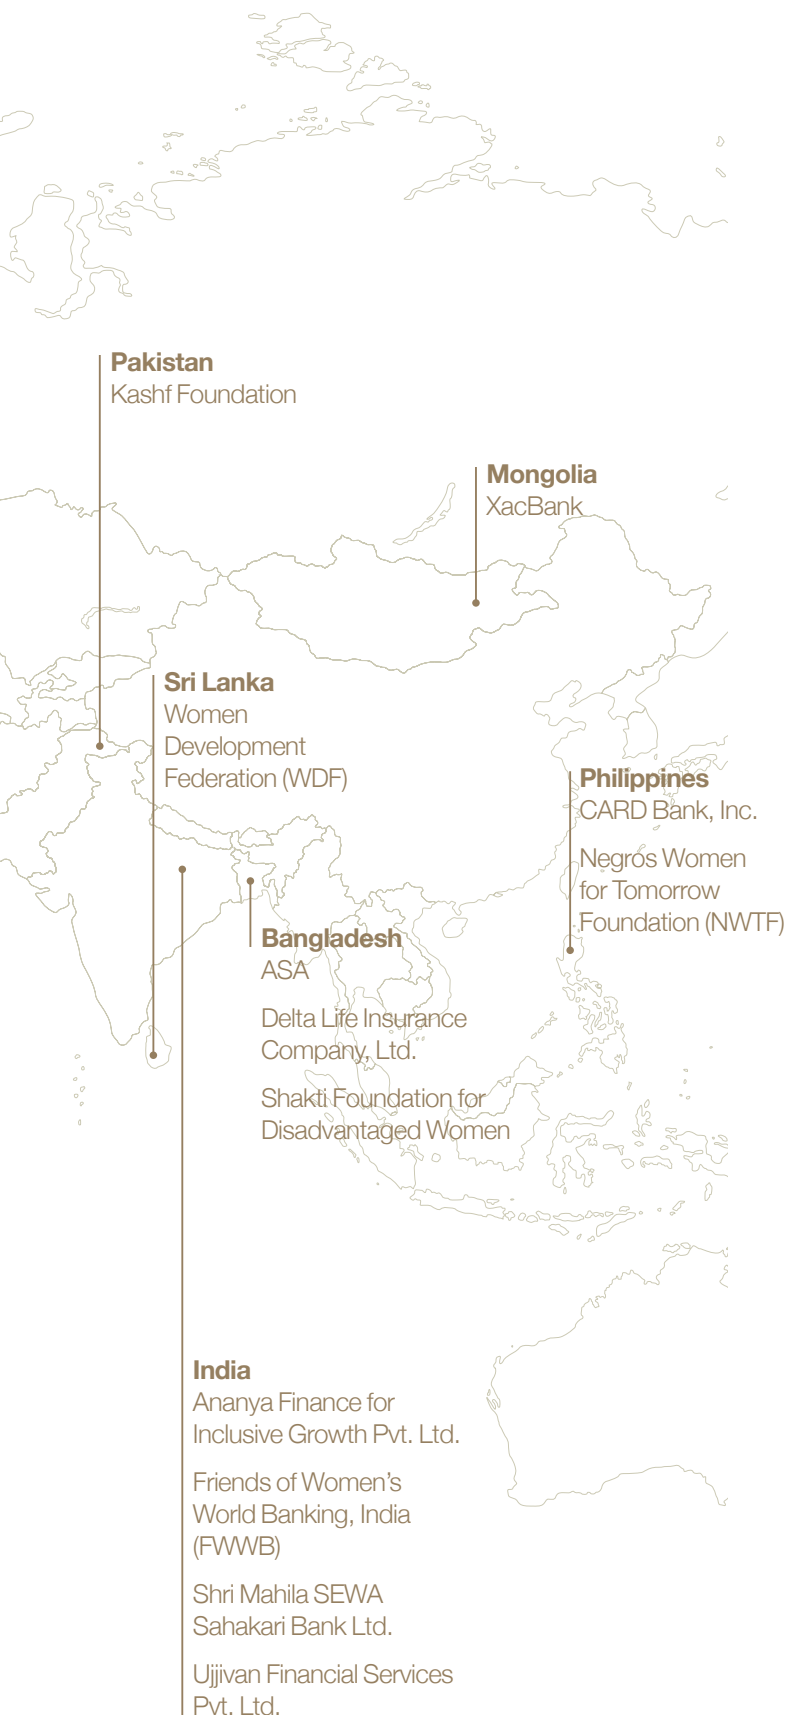 Pakistan
Kashf Foundation
Mongolia
XacBank
Sri Lanka
Women
Development
Federation (WDF)
Philippines
CARD Bank, Inc.
Negros Women
for Tomorrow
Foundation (NWTF)
Bangladesh
ASA
Delta Life Insurance
Company, Ltd.
Shakti Foundation for
Disadvantaged Women
India
Ananya Finance for
Inclusive Growth Pvt. Ltd.
Friends of Women’s
World Banking, India
(FWWB)
Shri Mahila SEWA
Sahakari Bank Ltd.
Ujjivan Financial Services
Pvt. Ltd.